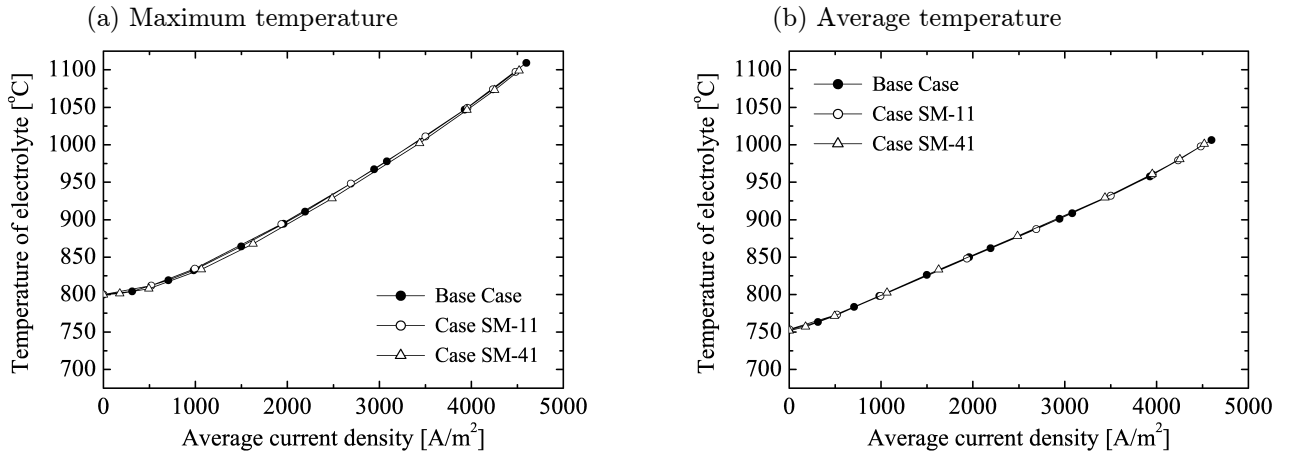 (a) Maximum temperature
1100
1050
1000
950
900
850
800
750
700
Temperature of electrolyte [°C]
Base Case
Case SM-11
Case SM-41
0 1000 2000 3000 4000 5000
Average current density [A/m²]
(b) Average temperature
1100
1050
1000
950
900
850
800
750
700
Temperature of electrolyte [°C]
Base Case
Case SM-11
Case SM-41
0 1000 2000 3000 4000 5000
Average current density [A/m²]